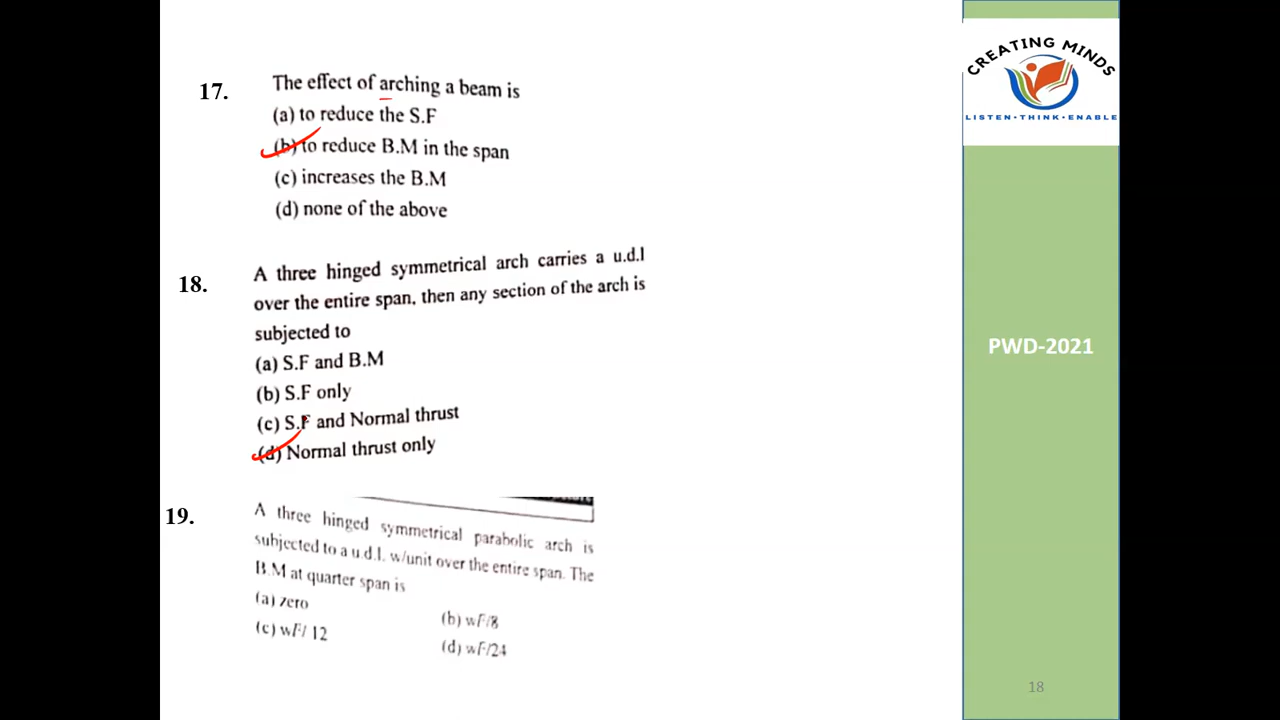 17.
The effect of arching a beam is
(a) to reduce the S.F
(b) to reduce B.M in the span
(c) increases the B.M
(d) none of the above
18.
A three hinged symmetrical arch carries a u.d.l
over the entire span, then any section of the arch is
subjected to
(a) S.F and B.M
(b) S.F only
(c) S.F and Normal thrust
(d) Normal thrust only
19.
A three hinged symmetrical parabolic arch is
subjected to a u.d.l. w/unit over the entire span. The
B.M at quarter span is
(a) zero
(b) wl²/8
(c) wl²/ 12
(d) wl²/24
CREATING MINDS
LISTEN•THINK•ENABLE
PWD-2021
18